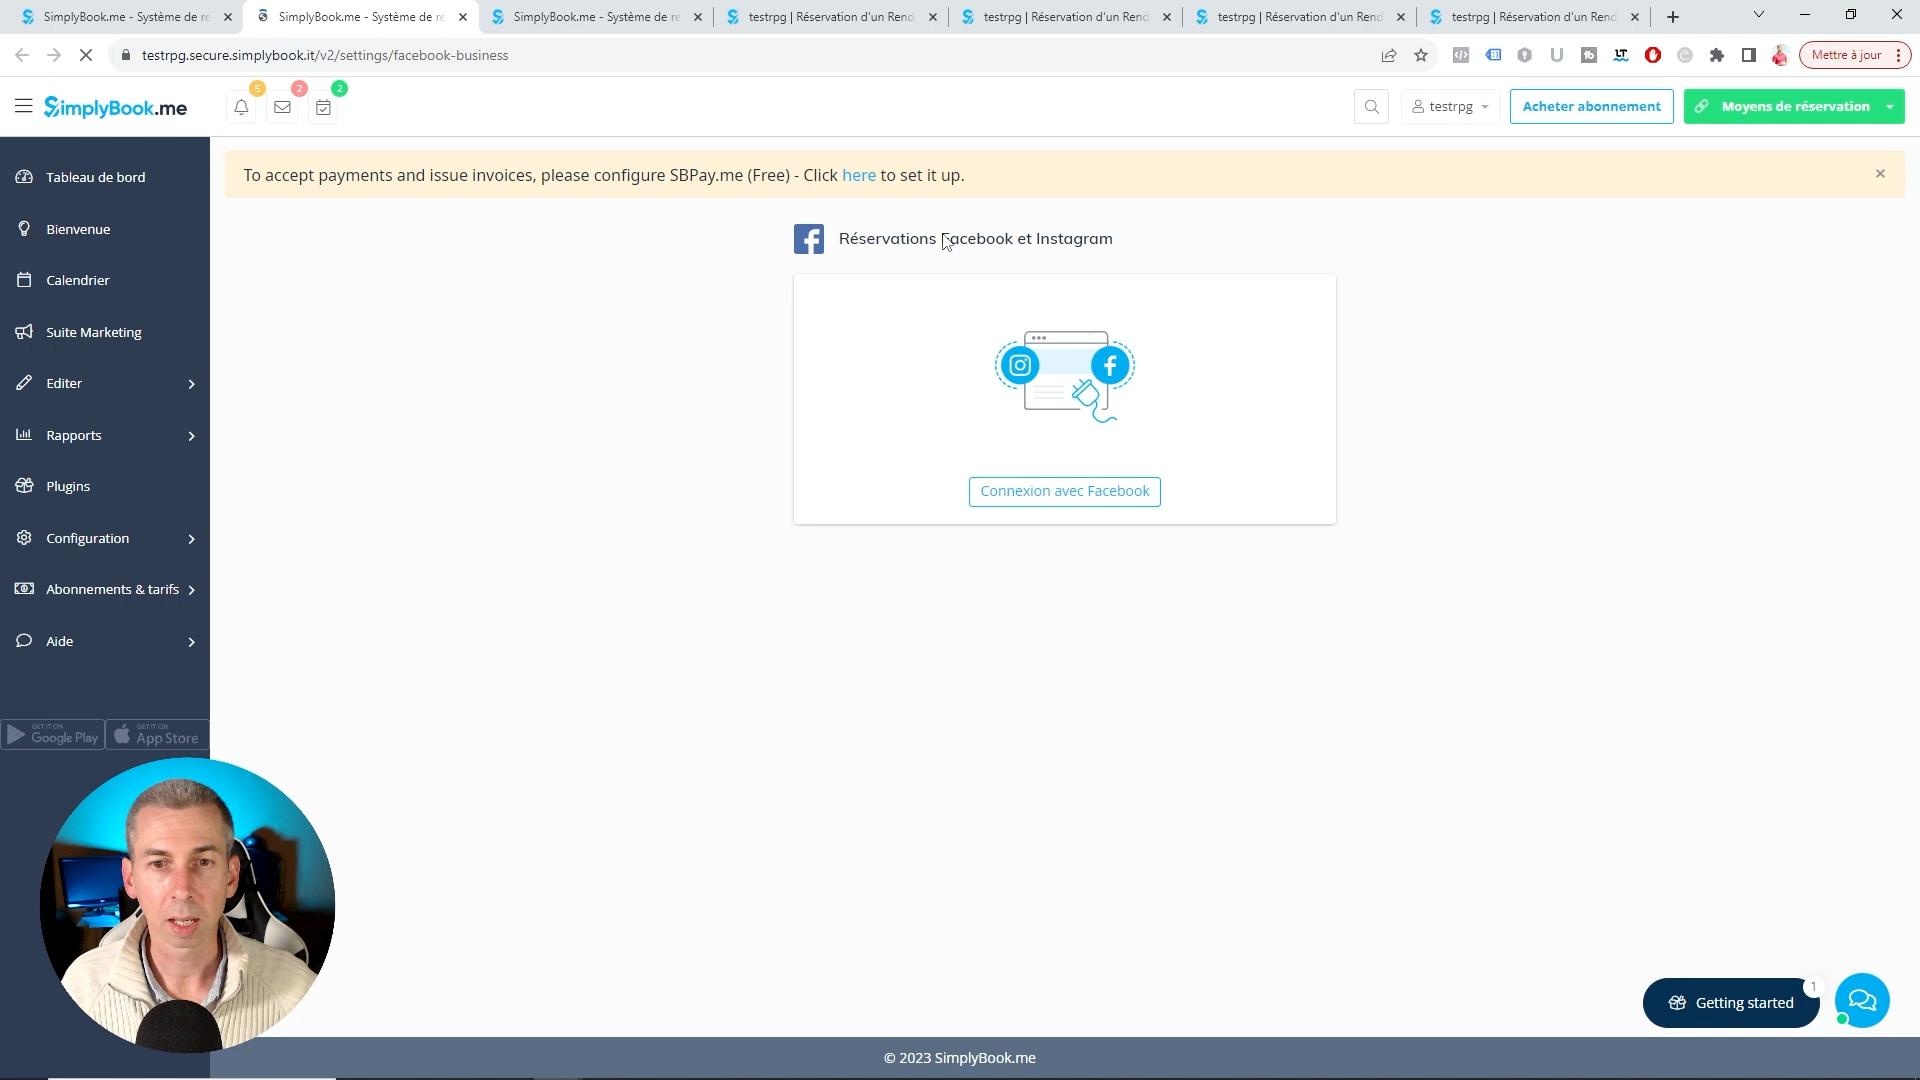 SimplyBook.me - Système de re
SimplyBook.me - Système de re
SimplyBook.me - Système de re
testrpg | Réservation d'un Rend
testrpg | Réservation d'un Rend
testrpg | Réservation d'un Rend
testrpg | Réservation d'un Rend
testrpg.secure.simplybook.it/v2/settings/facebook-business
Mettre à jour
SimplyBook.me
5
2
2
testrpg
Acheter abonnement
Moyens de réservation
To accept payments and issue invoices, please configure SBPay.me (Free) - Click here to set it up.
Réservations Facebook et Instagram
Connexion avec Facebook
Tableau de bord
Bienvenue
Calendrier
Suite Marketing
Editer
Rapports
Plugins
Configuration
Abonnements & tarifs
Aide
GET IT ON
Google Play
GET IT ON
App Store
Getting started
1
© 2023 SimplyBook.me